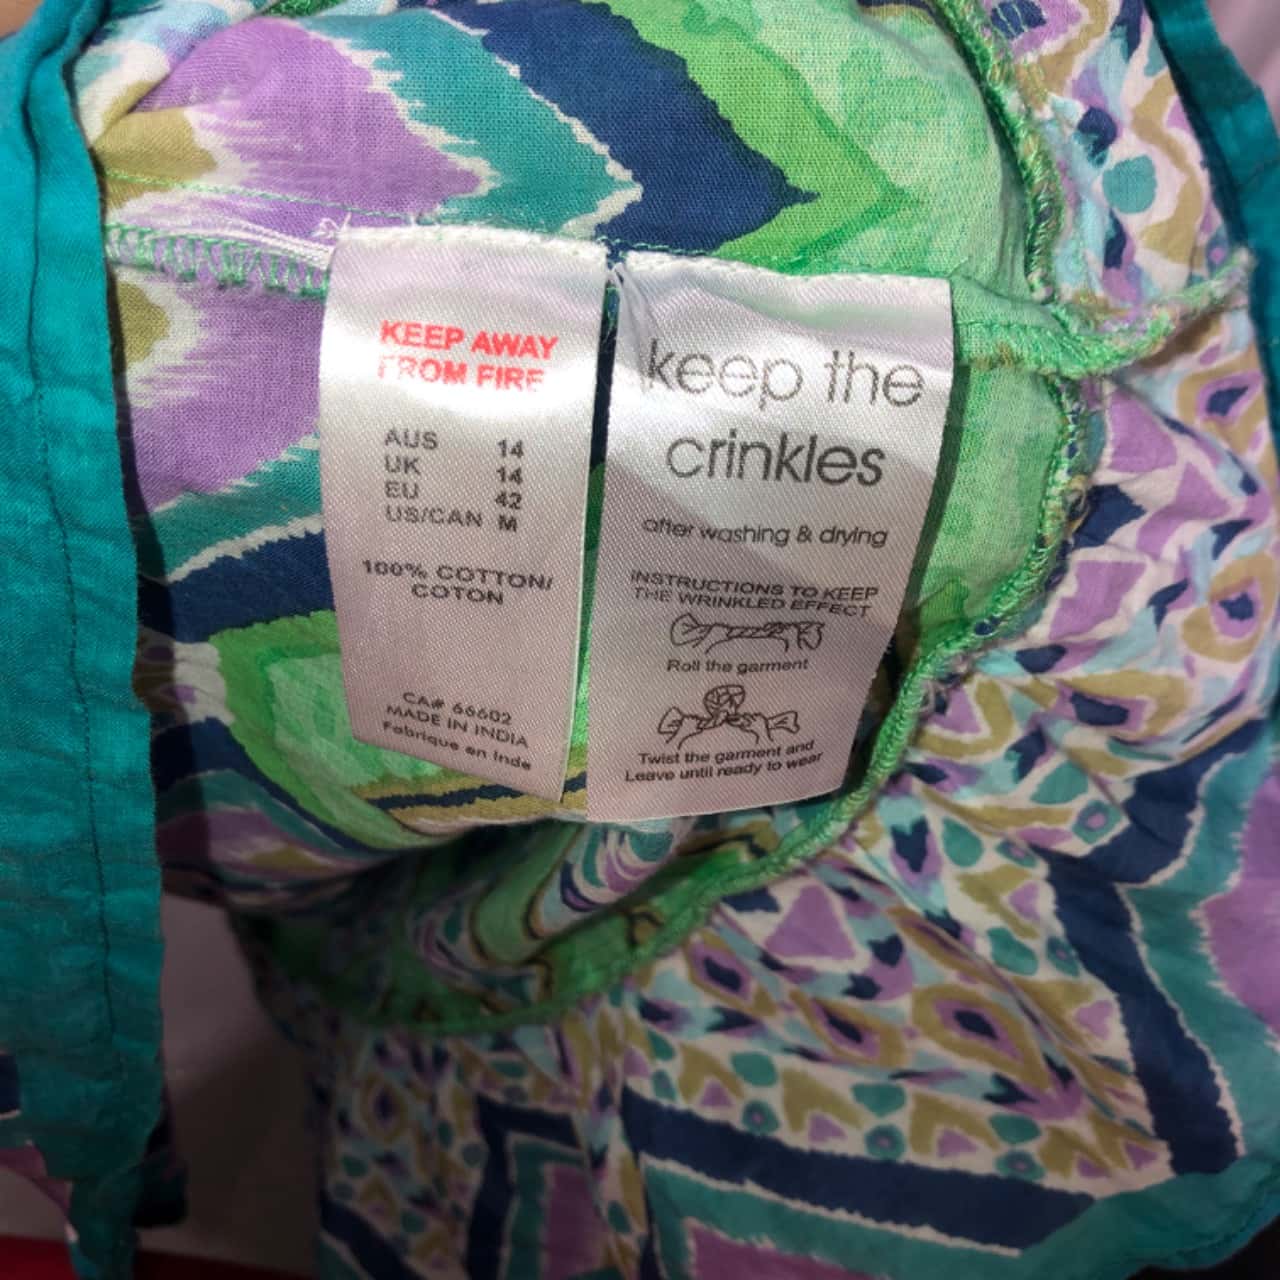 KEEP AWAY
FROM FIRE
AUS 14
UK 14
EU 42
US/CAN M
100% COTTON/
COTON
CA# 66602
MADE IN INDIA
Fabrique en Inde
keep the
crinkles
after washing & drying
INSTRUCTIONS TO KEEP
THE WRINKLED EFFECT
Roll the garment
Twist the garment and
Leave until ready to wear